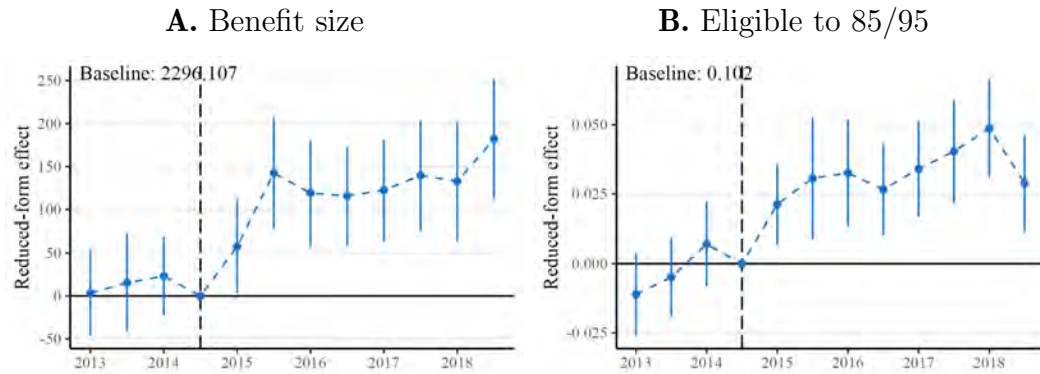 A. Benefit size
Baseline: 2296.107
Reduced-form effect
250
200
150
100
50
0
-50
2013 2014 2015 2016 2017 2018
B. Eligible to 85/95
Baseline: 0.102
Reduced-form effect
0.050
0.025
0.000
-0.025
2013 2014 2015 2016 2017 2018